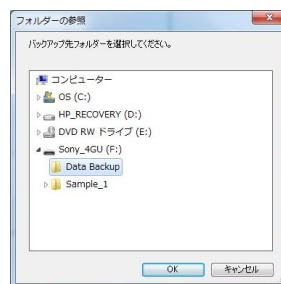 フォルダーの参照
バックアップ先フォルダーを選択してください。
コンピューター
OS (C:)
HP_RECOVERY (D:)
DVD RW ドライブ (E:)
Sony_4GU (F:)
Data Backup
Sample_1
OK
キャンセル